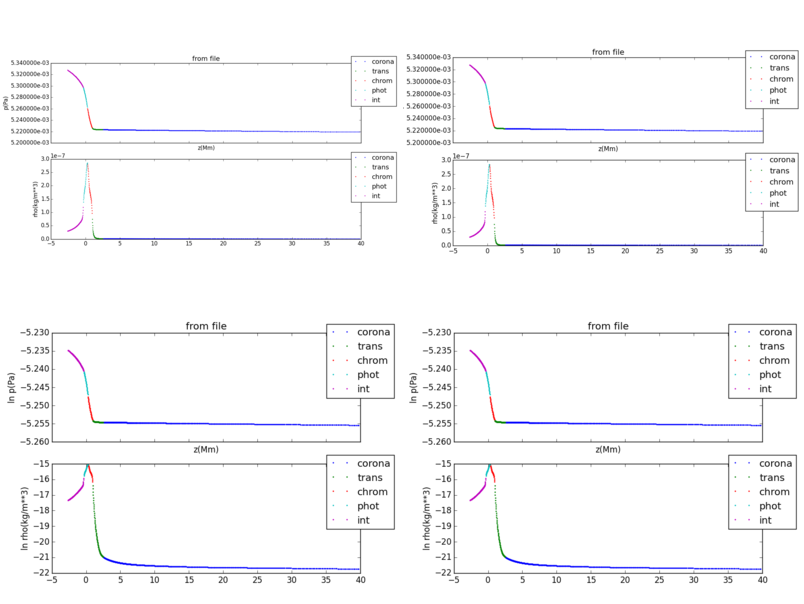 from file
5.340000e-03
5.320000e-03
5.300000e-03
5.280000e-03
5.260000e-03
5.240000e-03
5.220000e-03
5.200000e-03
p(Pa)
corona
trans
chrom
phot
int
z(Mm)
1e-7
3.0
2.5
2.0
1.5
1.0
0.5
0.0
rho(kg/m**3)
corona
trans
chrom
phot
int
-5 0 5 10 15 20 25 30 35 40
from file
5.340000e-03
5.320000e-03
5.300000e-03
5.280000e-03
5.260000e-03
5.240000e-03
5.220000e-03
5.200000e-03
corona
trans
chrom
phot
int
z(Mm)
1e-7
3.0
2.5
2.0
1.5
1.0
0.5
0.0
rho(kg/m**3)
corona
trans
chrom
phot
int
−5 0 5 10 15 20 25 30 35 40
from file
−5.230
−5.235
−5.240
−5.245
−5.250
−5.255
−5.260
ln p(Pa)
corona
trans
chrom
phot
int
z(Mm)
−15
−16
−17
−18
−19
−20
−21
−22
ln rho(kg/m**3)
corona
trans
chrom
phot
int
−5 0 5 10 15 20 25 30 35 40
from file
−5.230
−5.235
−5.240
−5.245
−5.250
−5.255
−5.260
ln p(Pa)
corona
trans
chrom
phot
int
z(Mm)
−15
−16
−17
−18
−19
−20
−21
−22
ln rho(kg/m**3)
corona
trans
chrom
phot
int
−5 0 5 10 15 20 25 30 35 40